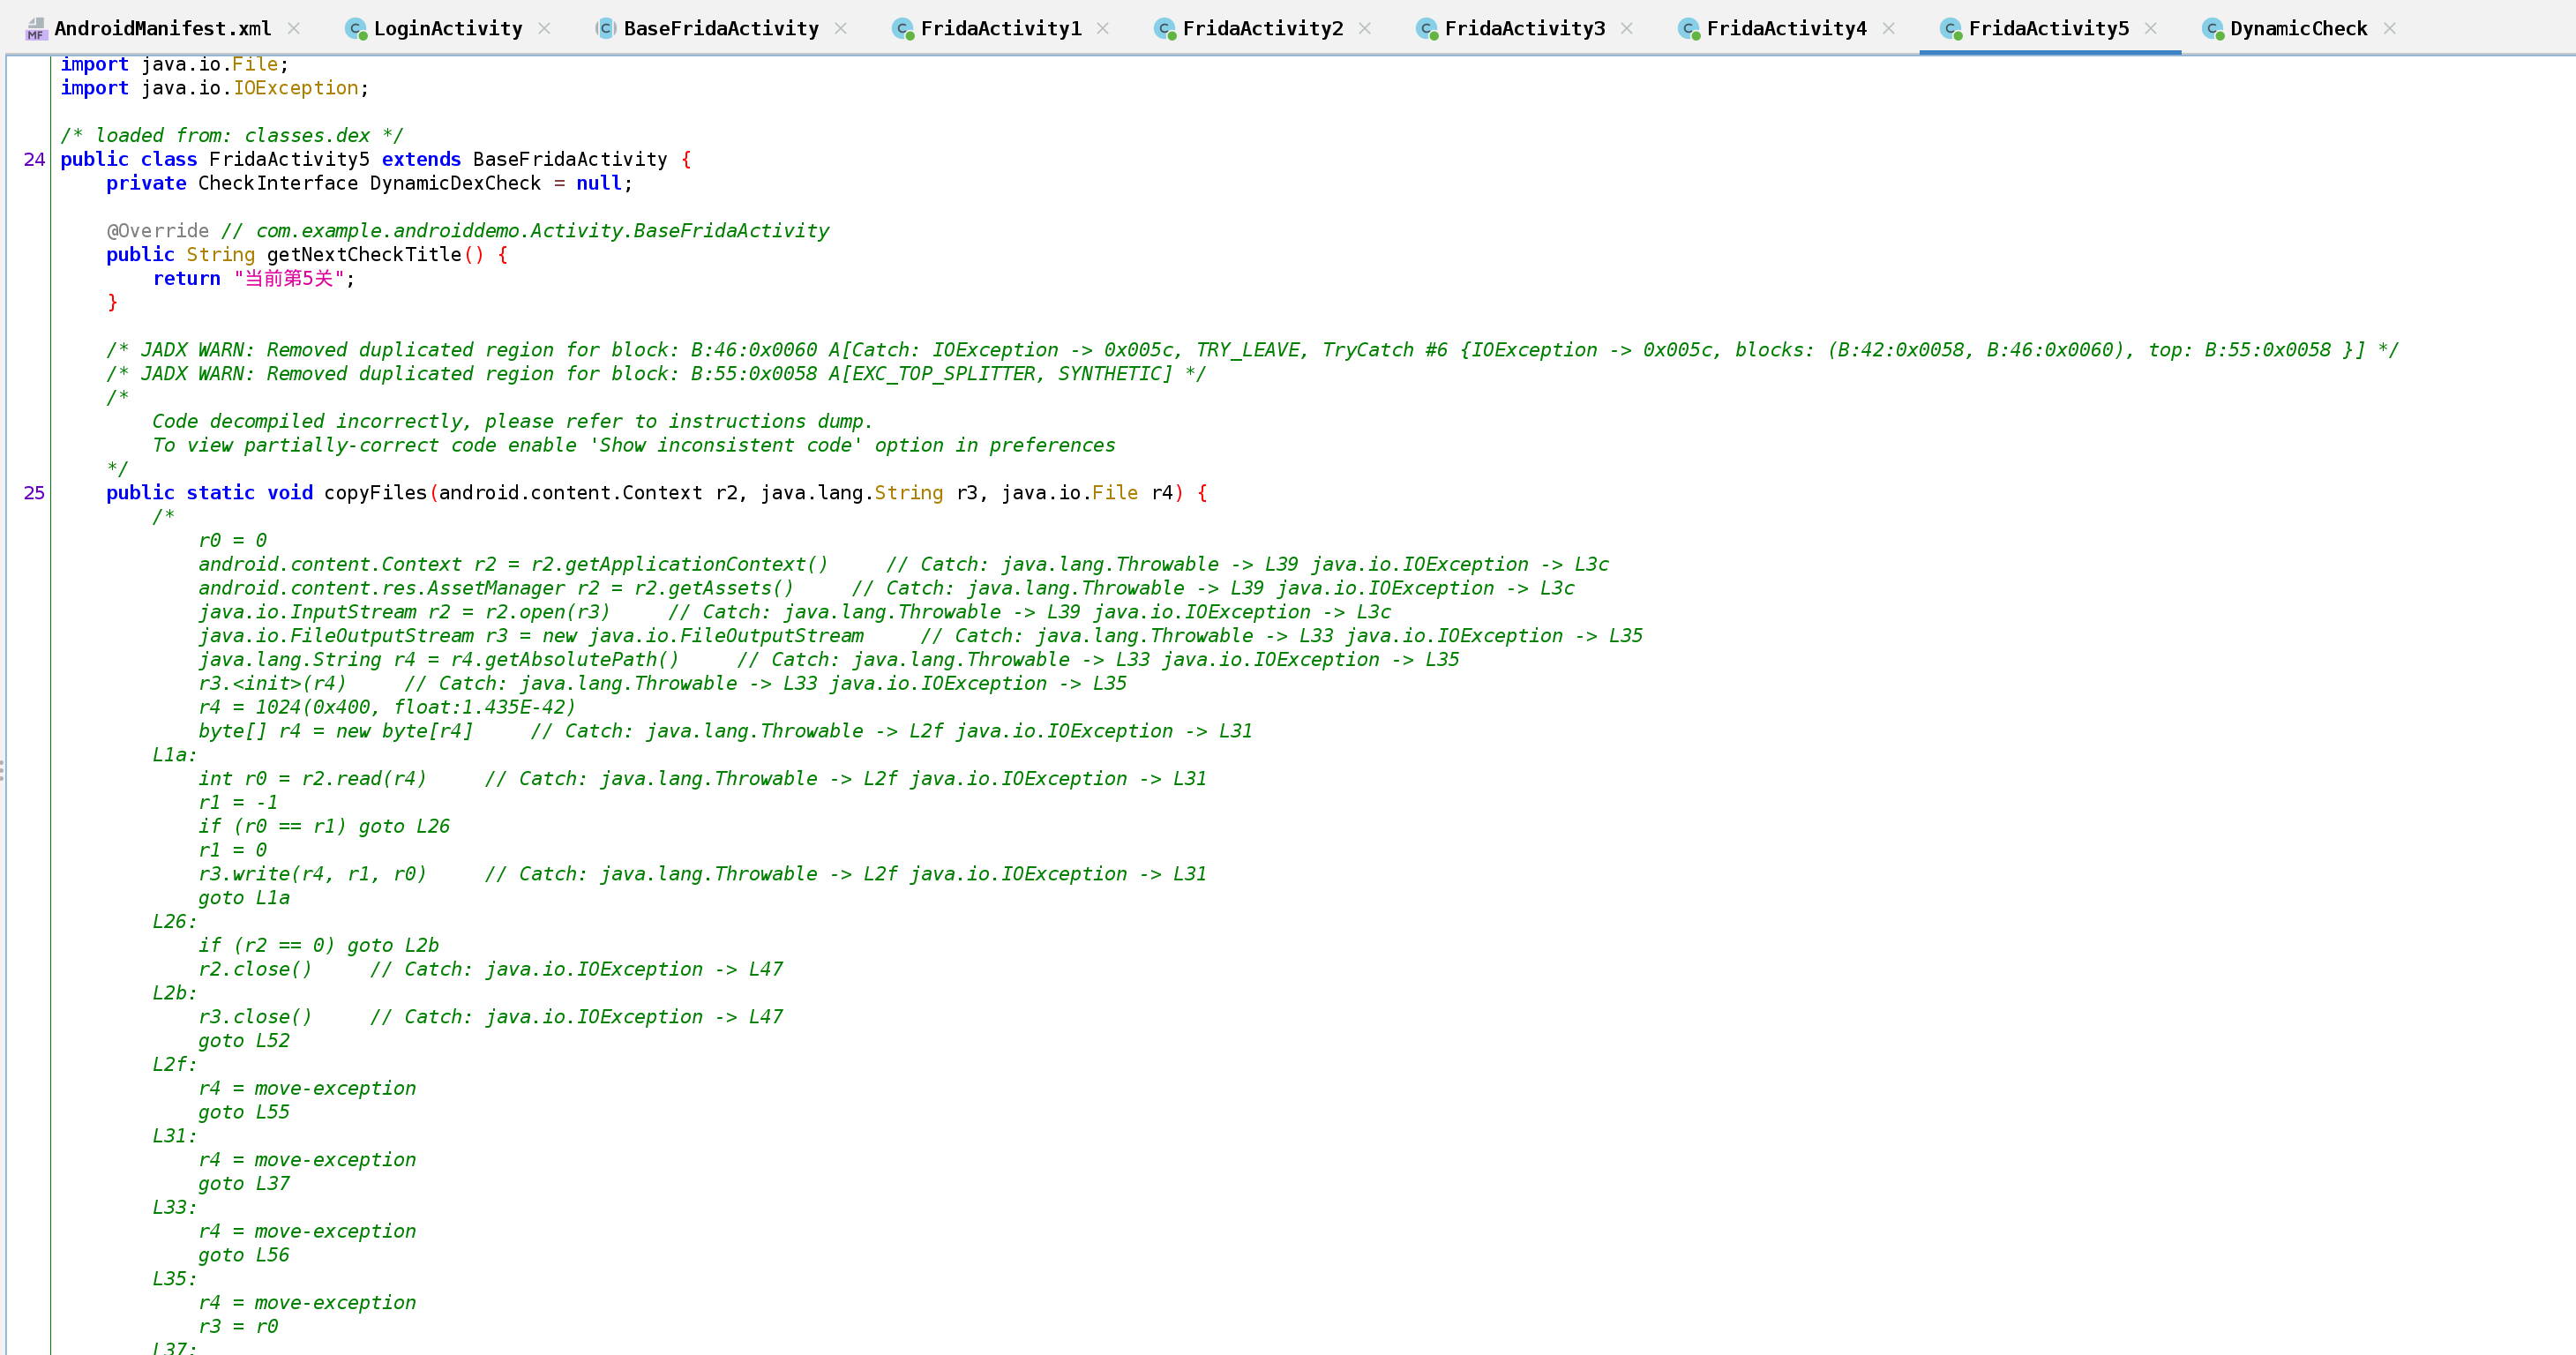 AndroidManifest.xml LoginActivity BaseFridaActivity FridaActivity1 FridaActivity2 FridaActivity3 FridaActivity4 FridaActivity5 DynamicCheck
import java.io.File;
import java.io.IOException;
/* loaded from: classes.dex */
24 public class FridaActivity5 extends BaseFridaActivity {
private CheckInterface DynamicDexCheck = null;
@Override // com.example.androiddemo.Activity.BaseFridaActivity
public String getNextCheckTitle() {
return "当前第5关";
}
/* JADX WARN: Removed duplicated region for block: B:46:0x0060 A[Catch: IOException -> 0x005c, TRY_LEAVE, TryCatch #6 {IOException -> 0x005c, blocks: (B:42:0x0058, B:46:0x0060), top: B:55:0x0058 }] */
/* JADX WARN: Removed duplicated region for block: B:55:0x0058 A[EXC_TOP_SPLITTER, SYNTHETIC] */
/*
Code decompiled incorrectly, please refer to instructions dump.
To view partially-correct code enable 'Show inconsistent code' option in preferences
*/
25 public static void copyFiles(android.content.Context r2, java.lang.String r3, java.io.File r4) {
/*
r0 = 0
android.content.Context r2 = r2.getApplicationContext()     // Catch: java.lang.Throwable -> L39 java.io.IOException -> L3c
android.content.res.AssetManager r2 = r2.getAssets()     // Catch: java.lang.Throwable -> L39 java.io.IOException -> L3c
java.io.InputStream r2 = r2.open(r3)     // Catch: java.lang.Throwable -> L39 java.io.IOException -> L3c
java.io.FileOutputStream r3 = new java.io.FileOutputStream     // Catch: java.lang.Throwable -> L33 java.io.IOException -> L35
java.lang.String r4 = r4.getAbsolutePath()     // Catch: java.lang.Throwable -> L33 java.io.IOException -> L35
r3.<init>(r4)     // Catch: java.lang.Throwable -> L33 java.io.IOException -> L35
r4 = 1024(0x400, float:1.435E-42)
byte[] r4 = new byte[r4]     // Catch: java.lang.Throwable -> L2f java.io.IOException -> L31
L1a:
int r0 = r2.read(r4)     // Catch: java.lang.Throwable -> L2f java.io.IOException -> L31
r1 = -1
if (r0 == r1) goto L26
r1 = 0
r3.write(r4, r1, r0)     // Catch: java.lang.Throwable -> L2f java.io.IOException -> L31
goto L1a
L26:
if (r2 == 0) goto L2b
r2.close()     // Catch: java.io.IOException -> L47
L2b:
r3.close()     // Catch: java.io.IOException -> L47
goto L52
L2f:
r4 = move-exception
goto L55
L31:
r4 = move-exception
goto L37
L33:
r4 = move-exception
goto L56
L35:
r4 = move-exception
r3 = r0
L37: